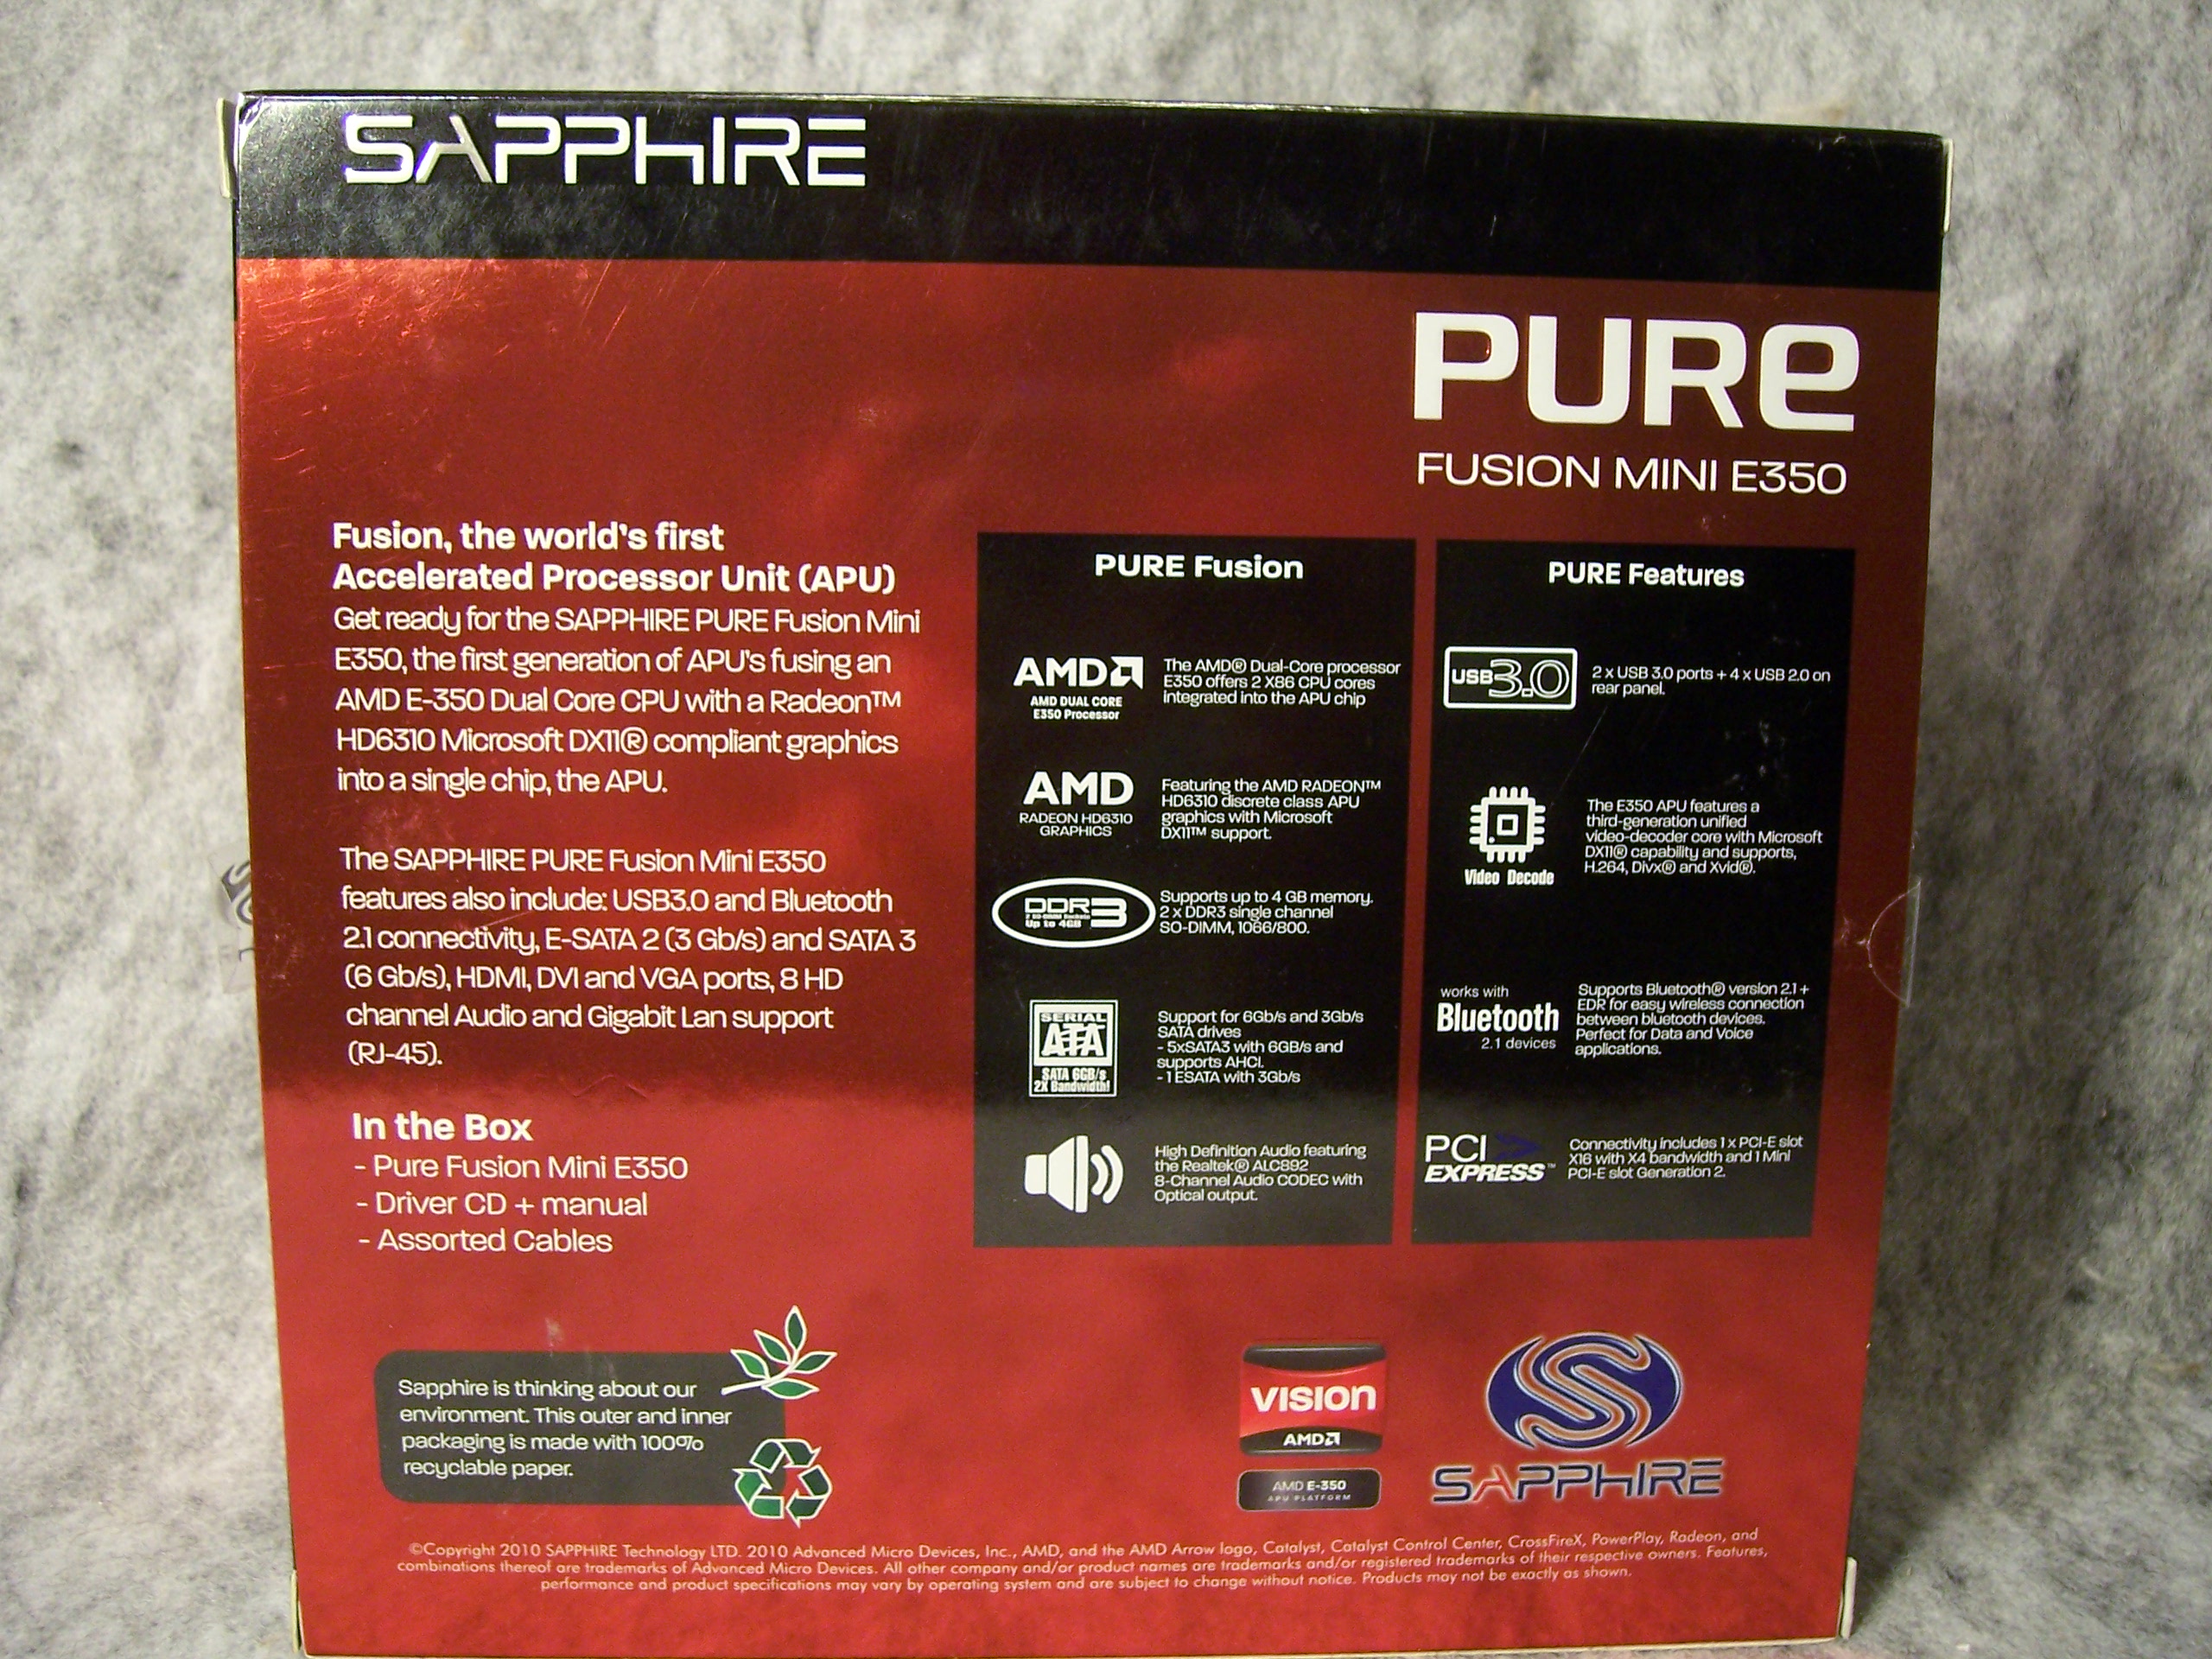 SAPPHIRE
PURE
FUSION MINI E350
Fusion, the world's first
Accelerated Processor Unit (APU)
Get ready for the SAPPHIRE PURE Fusion Mini
E350, the first generation of APU's fusing an
AMD E-350 Dual Core CPU with a Radeon™
HD6310 Microsoft DX11® compliant graphics
into a single chip, the APU.
The SAPPHIRE PURE Fusion Mini E350
features also include: USB3.0 and Bluetooth
2.1 connectivity, E-SATA 2 (3 Gb/s) and SATA 3
(6 Gb/s), HDMI, DVI and VGA ports, 8 HD
channel Audio and Gigabit Lan support
(RJ-45).
In the Box
- Pure Fusion Mini E350
- Driver CD + manual
- Assorted Cables
Sapphire is thinking about our
environment. This outer and inner
packaging is made with 100%
recyclable paper.
PURE Fusion
AMD
AMD DUAL CORE
E350 Processor
The AMD® Dual-Core processor
E350 offers 2 X86 CPU cores
integrated into the APU chip
AMD
RADEON HD6310
GRAPHICS
Featuring the AMD RADEON™
HD6310 discrete class APU
graphics with Microsoft
DX11™ support.
DDR3
2 SO-DIMM Sockets
Up to 4GB
Supports up to 4 GB memory.
2 x DDR3 single channel
SO-DIMM, 1066/800.
SERIAL
ATA
SATA 6GB/s
2X Bandwidth!
Support for 6Gb/s and 3Gb/s
SATA drives
- 5xSATA3 with 6GB/s and
supports AHCI.
- 1 ESATA with 3Gb/s
High Definition Audio featuring
the Realtek® ALC892
8-Channel Audio CODEC with
Optical output.
PURE Features
USB3.0
2 x USB 3.0 ports + 4 x USB 2.0 on
rear panel.
Video Decode
The E350 APU features a
third-generation unified
video-decoder core with Microsoft
DX11® capability and supports,
H.264, Divx® and Xvid®.
works with
Bluetooth
2.1 devices
Supports Bluetooth® version 2.1 +
EDR for easy wireless connection
between bluetooth devices.
Perfect for Data and Voice
applications.
PCI
EXPRESS™
Connectivity includes 1 x PCI-E slot
X16 with X4 bandwidth and 1 Mini
PCI-E slot Generation 2.
VISION
AMD
AMD E-350
APU PLATFORM
SAPPHIRE
©Copyright 2010 SAPPHIRE Technology LTD. 2010 Advanced Micro Devices, Inc., AMD, and the AMD Arrow logo, Catalyst, Catalyst Control Center, CrossFireX, PowerPlay, Radeon, and
combinations thereof are trademarks of Advanced Micro Devices. All other company and/or product names are trademarks and/or registered trademarks of their respective owners. Features,
performance and product specifications may vary by operating system and are subject to change without notice. Products may not be exactly as shown.